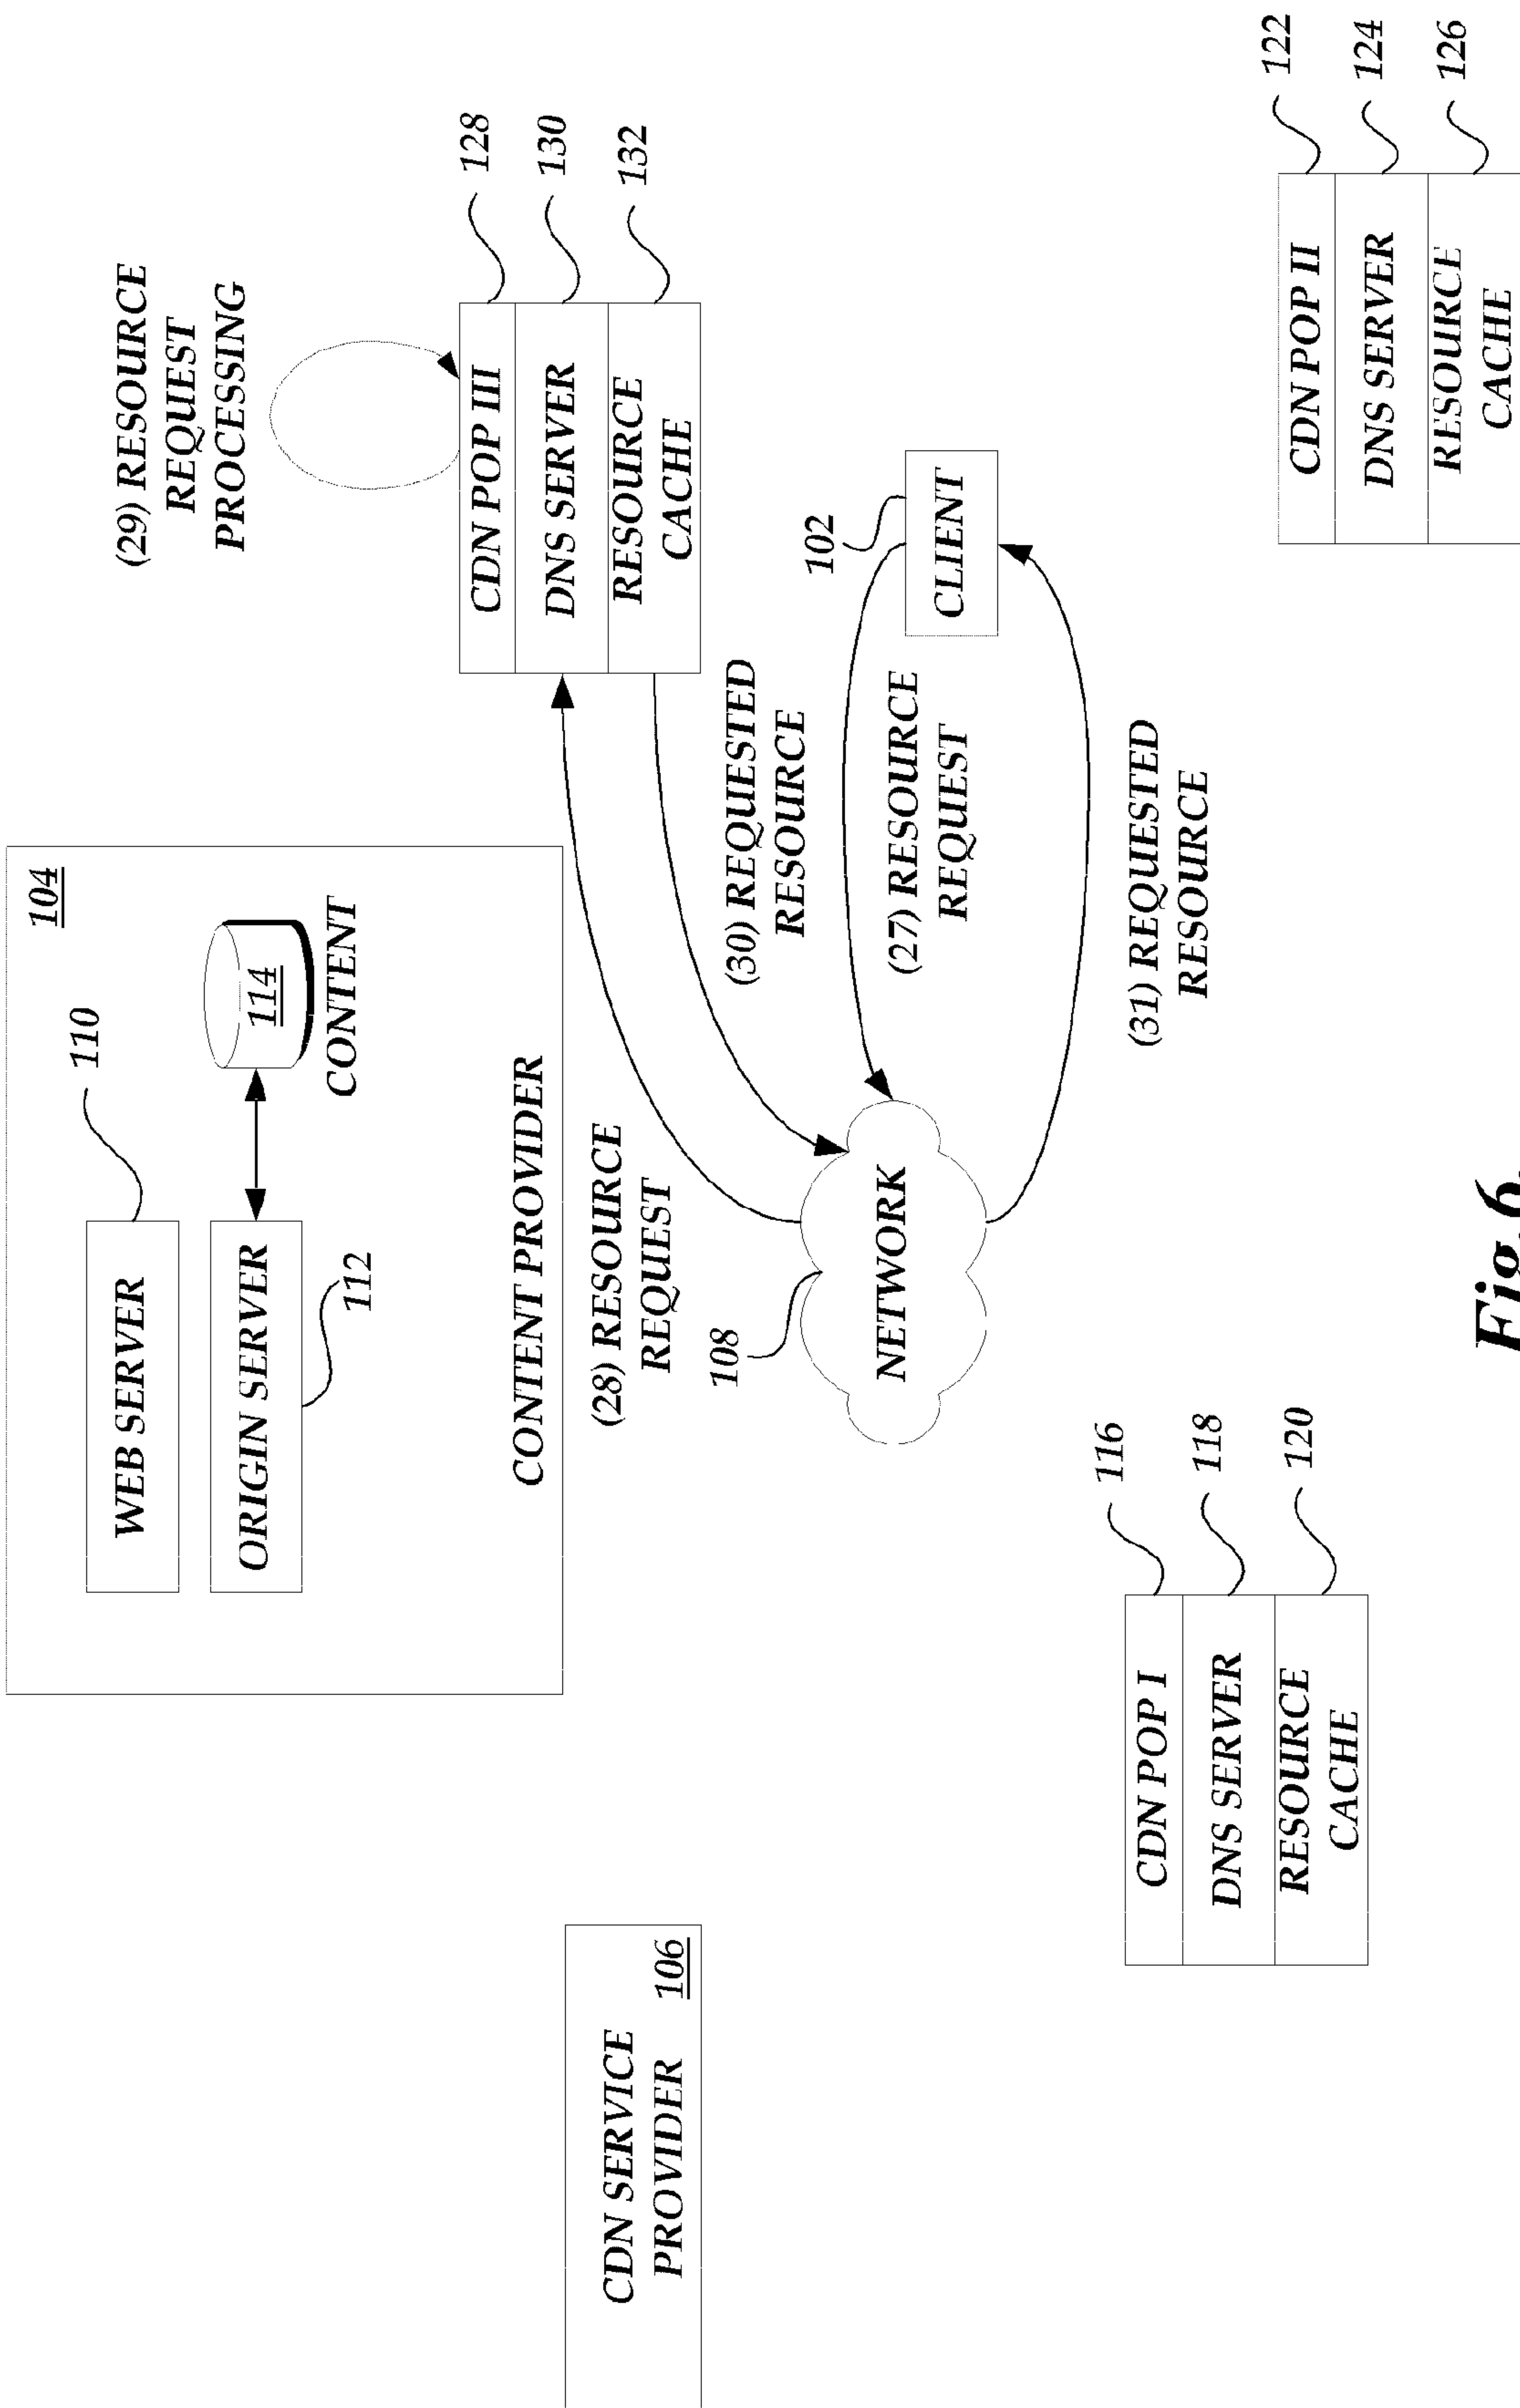 104
110
WEB SERVER
ORIGIN SERVER
112
114
CONTENT
CONTENT PROVIDER
CDN SERVICE
PROVIDER
106
(29) RESOURCE
REQUEST
PROCESSING
CDN POP III
DNS SERVER
RESOURCE
CACHE
128
130
132
(28) RESOURCE
REQUEST
(30) REQUESTED
RESOURCE
102
CLIENT
(27) RESOURCE
REQUEST
108
NETWORK
(31) REQUESTED
RESOURCE
CDN POP I
DNS SERVER
RESOURCE
CACHE
116
118
120
CDN POP II
DNS SERVER
RESOURCE
CACHE
122
124
126
Fig.6.